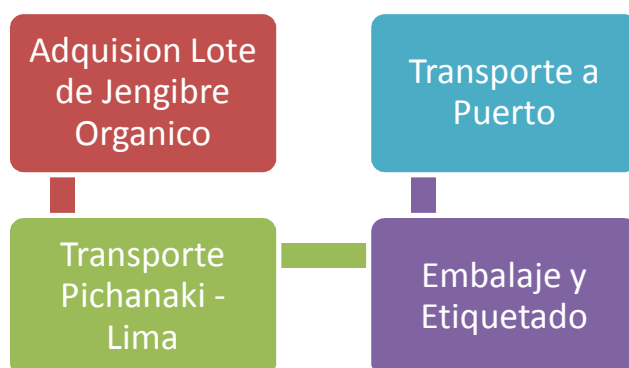 Adquision Lote
de Jengibre
Organico
Transporte
Pichanaki -
Lima
Embalaje y
Etiquetado
Transporte a
Puerto